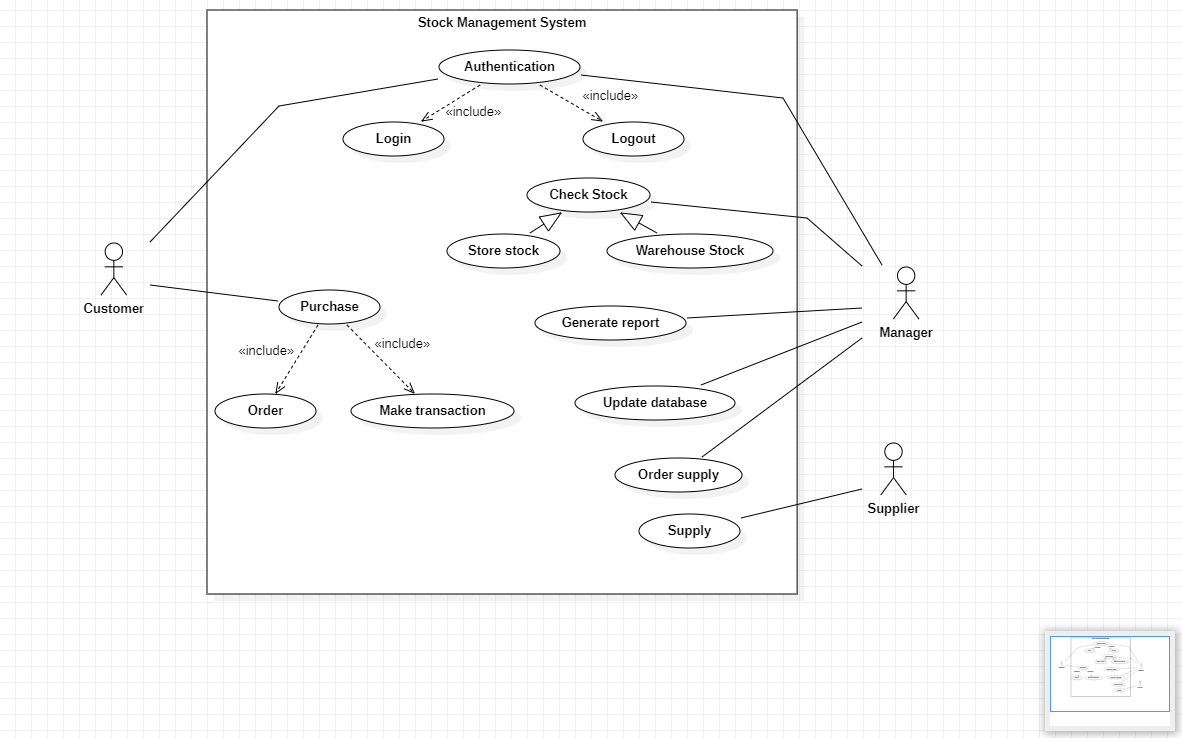 Stock Management System
Authentication
«include»
«include»
Login
Logout
Check Stock
Store stock
Warehouse Stock
Customer
Purchase
Generate report
Manager
«include»
«include»
Order
Make transaction
Update database
Order supply
Supplier
Supply